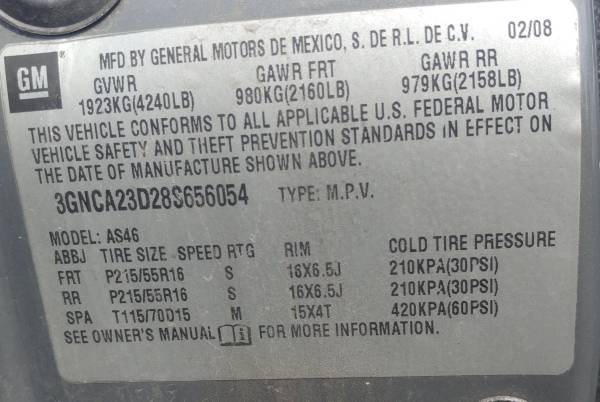 GM
MFD BY GENERAL MOTORS DE MEXICO, S. DE R.L. DE C.V. 02/08
GVWR GAWR FRT GAWR RR
1923KG(4240LB) 980KG(2160LB) 979KG(2158LB)
THIS VEHICLE CONFORMS TO ALL APPLICABLE U.S. FEDERAL MOTOR
VEHICLE SAFETY AND THEFT PREVENTION STANDARDS IN EFFECT ON
THE DATE OF MANUFACTURE SHOWN ABOVE.
3GNCA23D28S656054 TYPE: M.P.V.
MODEL: AS46
ABBJ TIRE SIZE SPEED RTG RIM COLD TIRE PRESSURE
FRT P215/55R16 S 16X6.5J 210KPA(30PSI)
RR P215/55R16 S 16X6.5J 210KPA(30PSI)
SPA T115/70D15 M 15X4T 420KPA(60PSI)
SEE OWNER'S MANUAL FOR MORE INFORMATION.